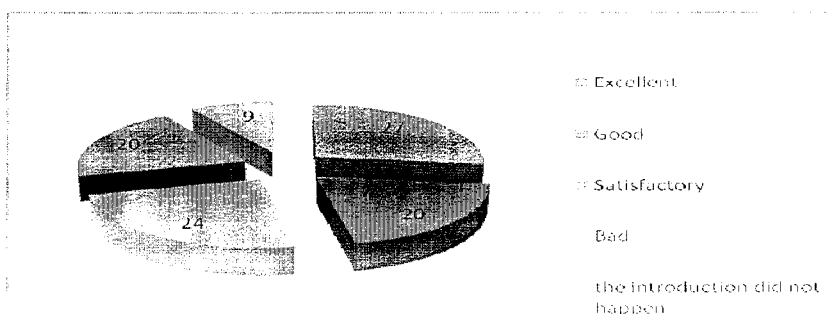 9
27
20
20
24
Excellent
Good
Satisfactory
Bad
the introduction did not
happen